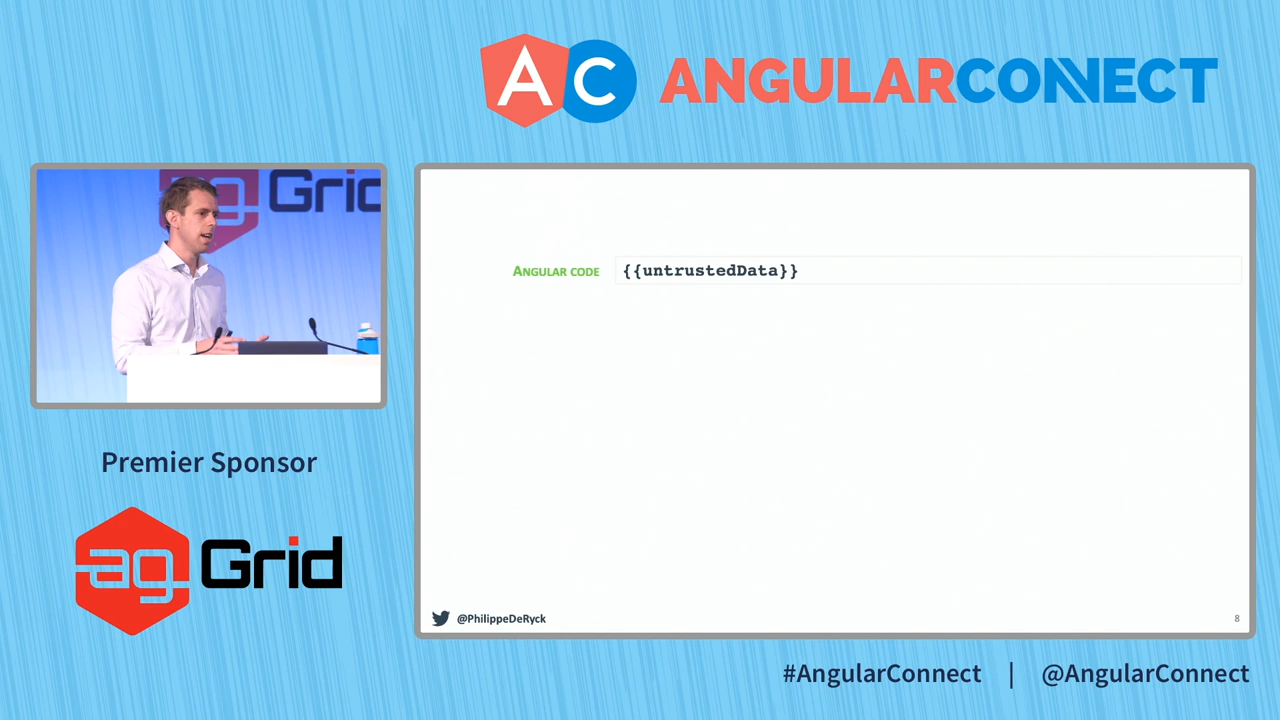 AC ANGULARCONNECT
ag Grid
ANGULAR CODE {{untrustedData}}
Premier Sponsor
ag Grid
@PhilippeDeRyck 8
#AngularConnect | @AngularConnect